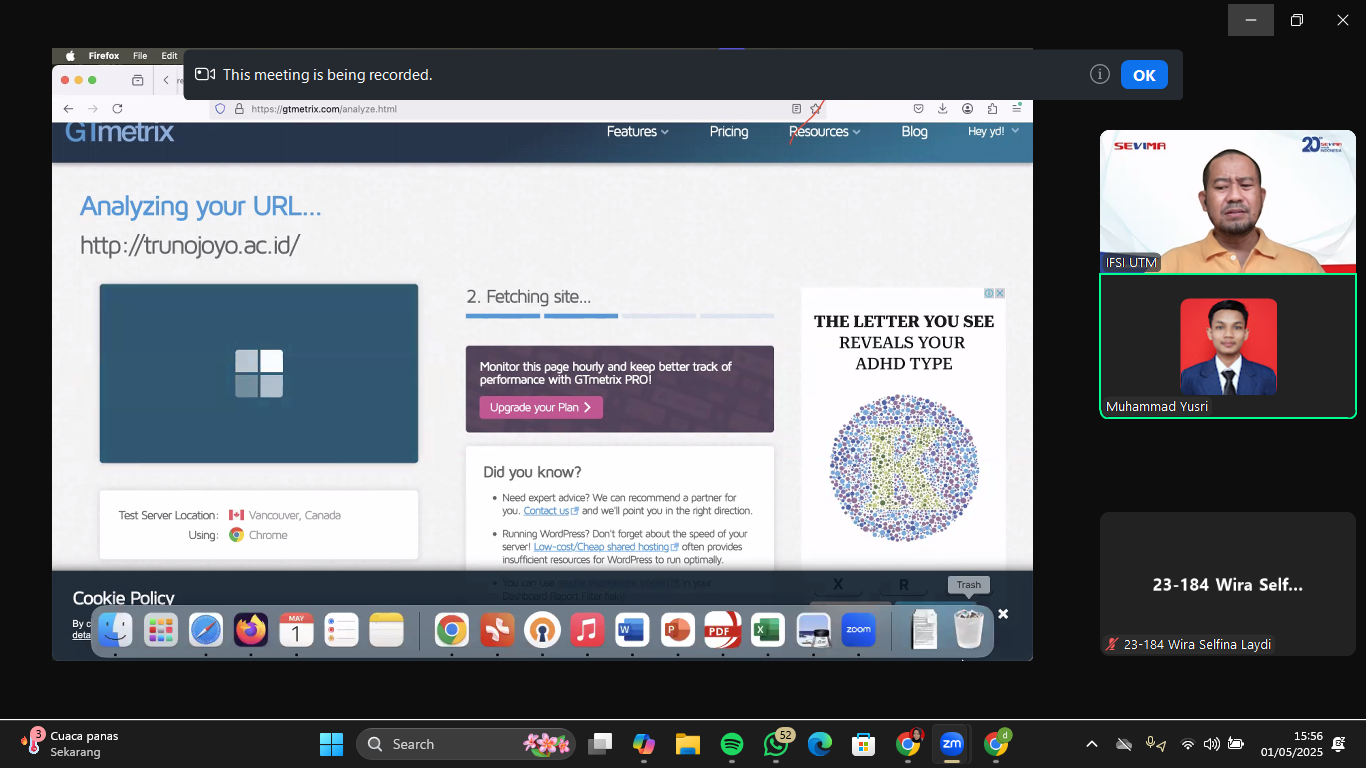 Firefox File Edit
This meeting is being recorded.
OK
https://gtmetrix.com/analyze.html
GTmetrix
Features
Pricing
Resources
Blog
Hey yd!
Analyzing your URL...
http://trunojoyo.ac.id/
2. Fetching site...
Monitor this page hourly and keep better track of
performance with GTmetrix PRO!
Upgrade your Plan
Did you know?
Need expert advice? We can recommend a partner for
you. Contact us and we'll point you in the right direction.
Running WordPress? Don't forget about the speed of your
server! Low-cost/Cheap shared hosting often provides
insufficient resources for WordPress to run optimally.
Test Server Location: Vancouver, Canada
Using: Chrome
THE LETTER YOU SEE
REVEALS YOUR
ADHD TYPE
K
X
R
Trash
Cookie Policy
By c
deta
MAY
1
W
P
PDF
X
zoom
SEVIMA
20
IFSI UTM
Muhammad Yusri
23-184 Wira Self...
23-184 Wira Selfina Laydi
3
Cuaca panas
Sekarang
Search
52
zm
d
15:56
01/05/2025